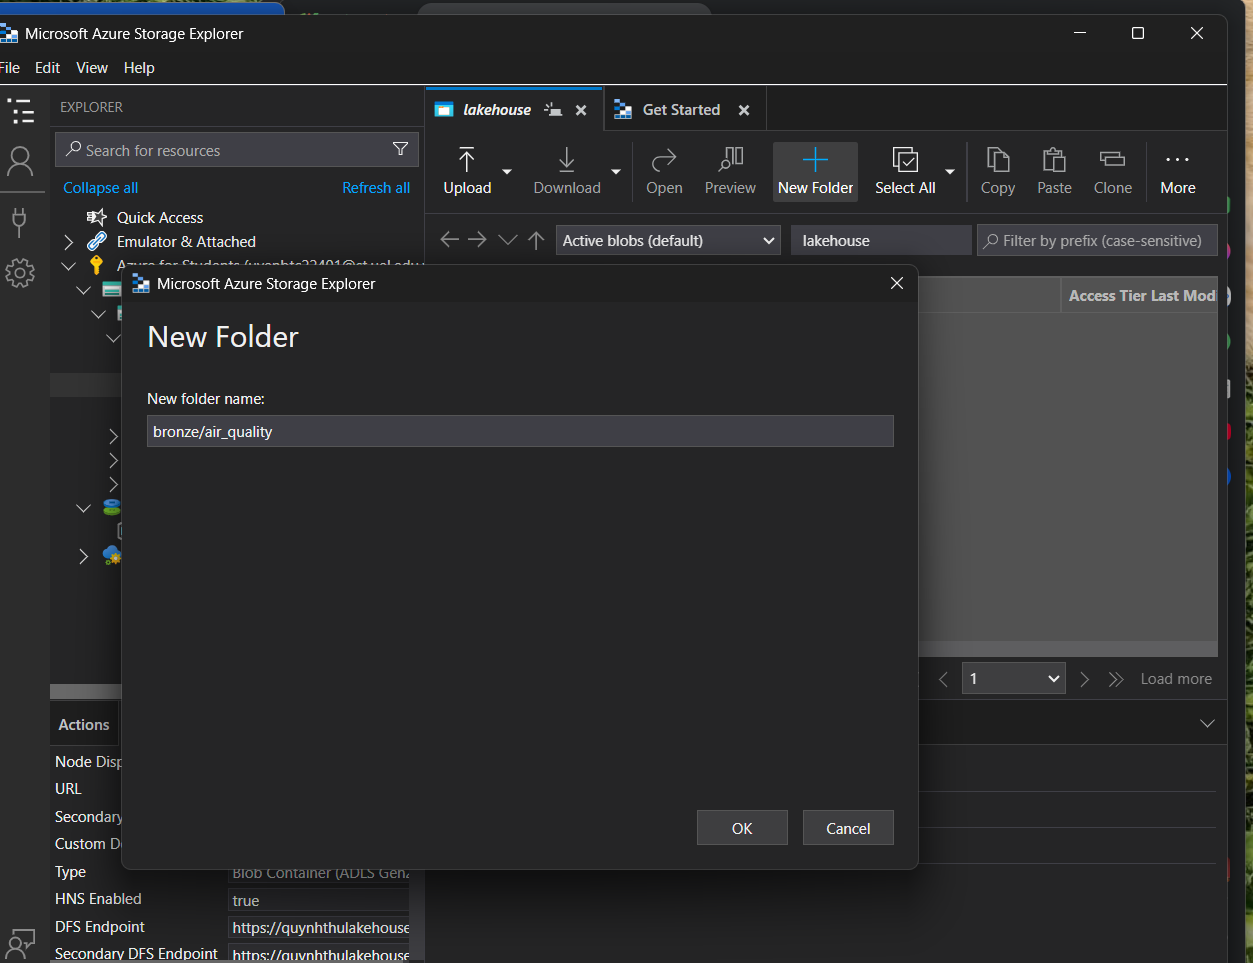 Microsoft Azure Storage Explorer
File Edit View Help
EXPLORER
lakehouse
Get Started
Search for resources
Collapse all
Refresh all
Upload
Download
Open
Preview
New Folder
Select All
Copy
Paste
Clone
More
Quick Access
Emulator & Attached
Active blobs (default)
lakehouse
Filter by prefix (case-sensitive)
Azure for Students
Access Tier Last Mod
Microsoft Azure Storage Explorer
New Folder
New folder name:
bronze/air_quality
OK
Cancel
1
Load more
Actions
Node Disp
URL
Secondary
Custom D
Type
Blob Container (ADLS Gen2
HNS Enabled
true
DFS Endpoint
https://quynhthulakehouse
Secondary DFS Endpoint
https://quynhthulakehouse